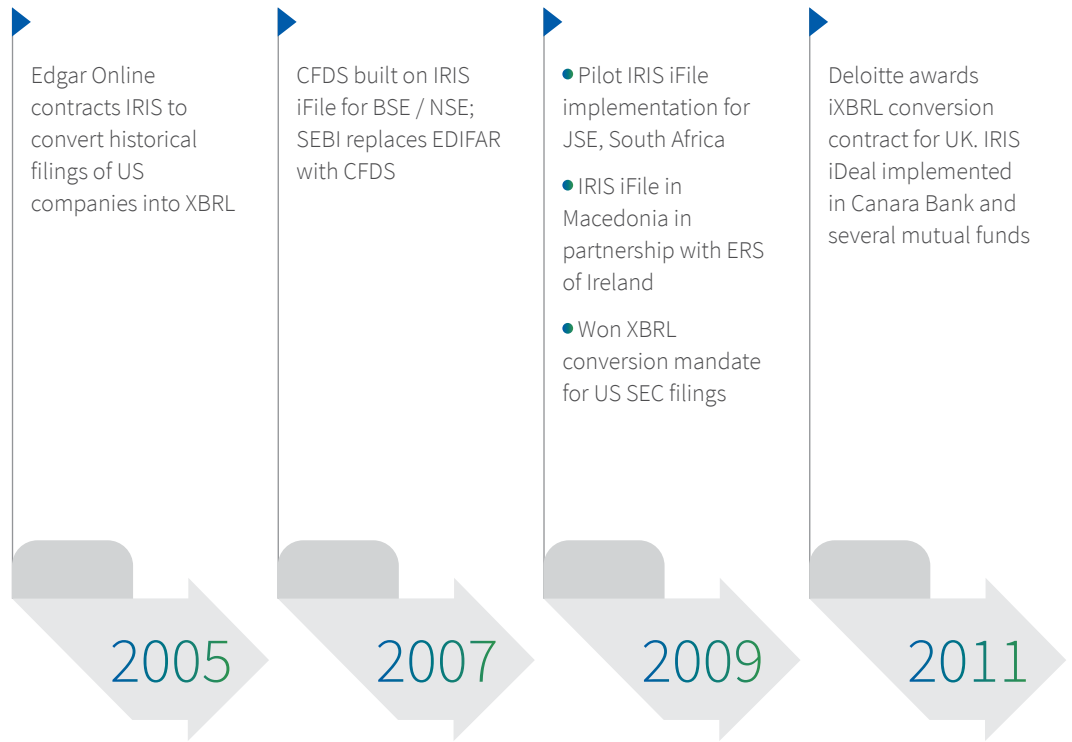 Edgar Online
contracts IRIS to
convert historical
filings of US
companies into XBRL
2005
CFDS built on IRIS
iFile for BSE / NSE;
SEBI replaces EDIFAR
with CFDS
2007
• Pilot IRIS iFile
implementation for
JSE, South Africa
• IRIS iFile in
Macedonia in
partnership with ERS
of Ireland
• Won XBRL
conversion mandate
for US SEC filings
2009
Deloitte awards
iXBRL conversion
contract for UK. IRIS
iDeal implemented
in Canara Bank and
several mutual funds
2011